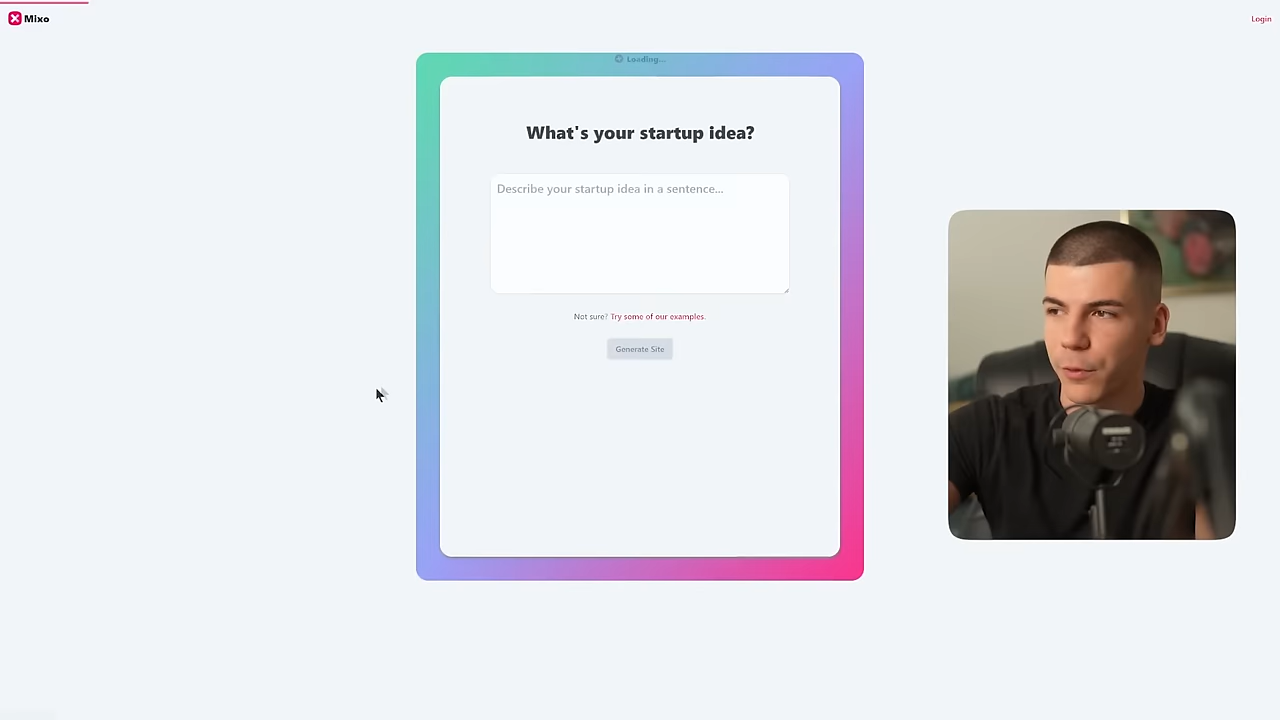 Mixo
Login
Loading...
What's your startup idea?
Describe your startup idea in a sentence...
Not sure? Try some of our examples.
Generate Site